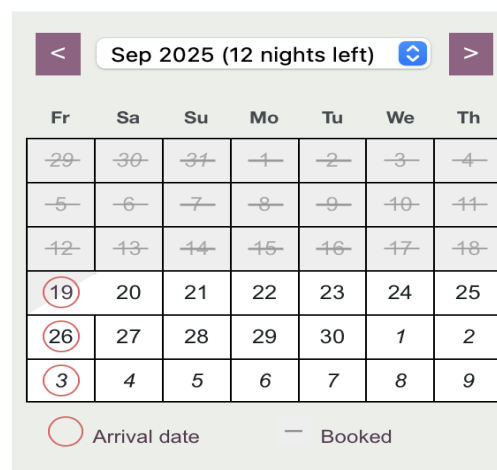 < Sep 2025 (12 nights left) >
Fr Sa Su Mo Tu We Th
29 30 31 1 2 3 4
5 6 7 8 9 10 11
12 13 14 15 16 17 18
19 20 21 22 23 24 25
26 27 28 29 30 1 2
3 4 5 6 7 8 9
Arrival date Booked